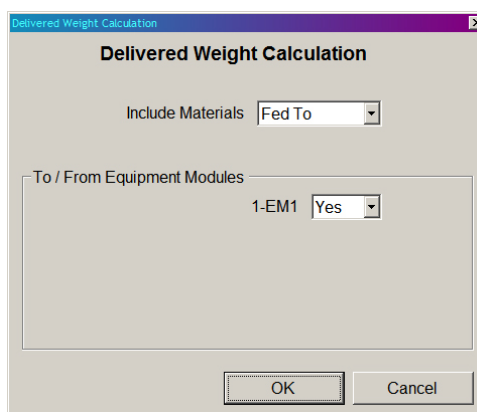 Delivered Weight Calculation
Delivered Weight Calculation
Include Materials Fed To
To / From Equipment Modules
1-EM1 Yes
OK Cancel